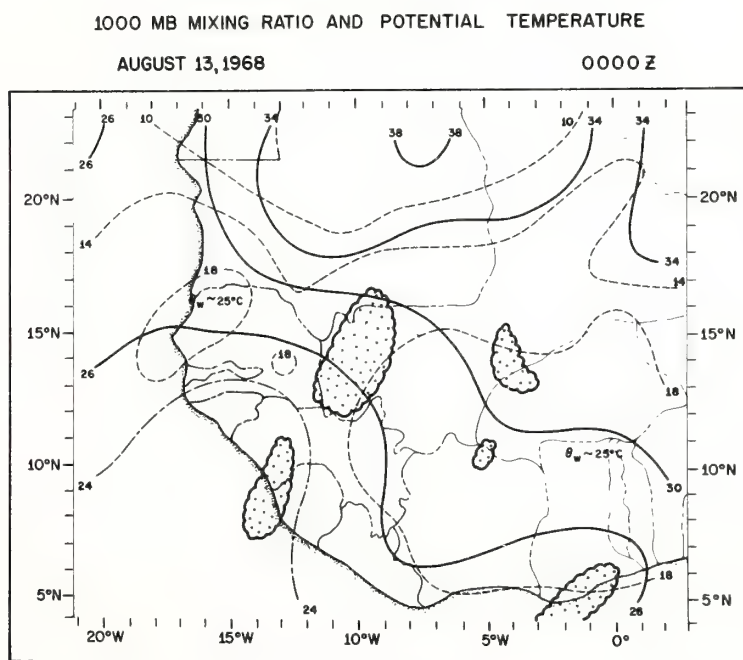 1000 MB MIXING RATIO AND POTENTIAL TEMPERATURE
AUGUST 13, 1968 0000 Z
26 10 30 34 38 38 10 34 34
26
20°N 20°N
14
34
18 14
θw ~25°C
15°N 15°N
26 18
18
10°N θw ~25°C 10°N
24 30
18
5°N 24 26 5°N
20°W 15°W 10°W 5°W 0°